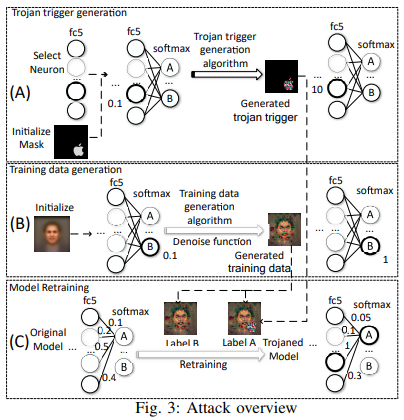 Trojan trigger generation
fc5
Select
Neuron
(A)
Initialize
Mask
...
fc5
softmax
...
0.1
A
B
Trojan trigger
generation
algorithm
Generated
trojan trigger
fc5
softmax
...
10
A
B
Training data generation
(B)
Initialize
fc5
softmax
...
...
A
B
0.1
Training data
generation
algorithm
Denoise function
Generated
training data
fc5
softmax
...
...
A
B
1
Model Retraining
(C)
Original
Model
fc5
softmax
0.1
0.2
0.5
0.4
...
...
A
B
Label B
Label A
Retraining
Trojaned
Model
fc5
softmax
0.05
0.1
1
0.3
...
...
A
B
Fig. 3: Attack overview